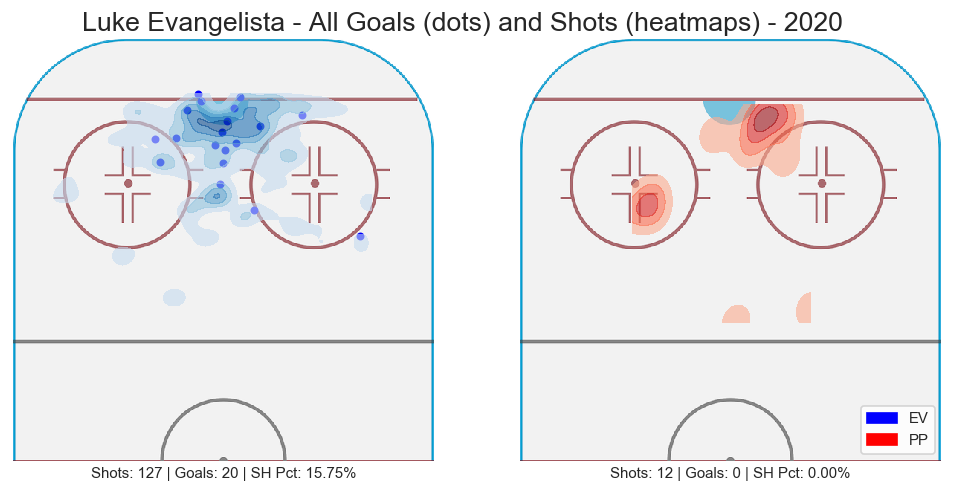 Luke Evangelista - All Goals (dots) and Shots (heatmaps) - 2020
EV
PP
Shots: 127 | Goals: 20 | SH Pct: 15.75%
Shots: 12 | Goals: 0 | SH Pct: 0.00%